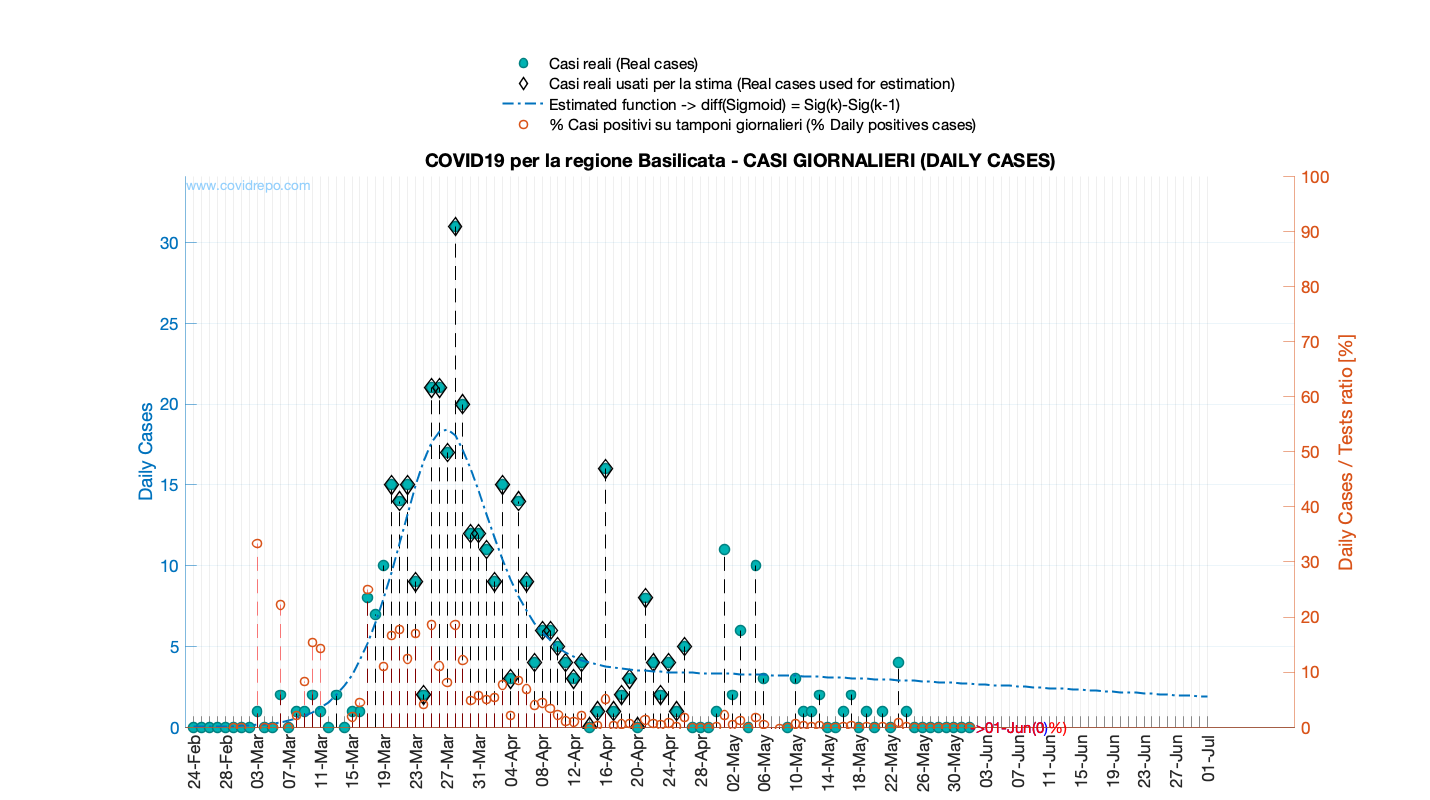 Casi reali (Real cases)
Casi reali usati per la stima (Real cases used for estimation)
Estimated function -> diff(Sigmoid) = Sig(k)-Sig(k-1)
% Casi positivi su tamponi giornalieri (% Daily positives cases)
COVID19 per la regione Basilicata - CASI GIORNALIERI (DAILY CASES)
www.covidrepo.com
Daily Cases
30
25
20
15
10
5
0
100
90
80
70
60
50
40
30
20
10
0
Daily Cases / Tests ratio [%]
->01-Jun(0)%)
24-Feb
28-Feb
03-Mar
07-Mar
11-Mar
15-Mar
19-Mar
23-Mar
27-Mar
31-Mar
04-Apr
08-Apr
12-Apr
16-Apr
20-Apr
24-Apr
28-Apr
02-May
06-May
10-May
14-May
18-May
22-May
26-May
30-May
03-Jun
07-Jun
11-Jun
15-Jun
19-Jun
23-Jun
27-Jun
01-Jul